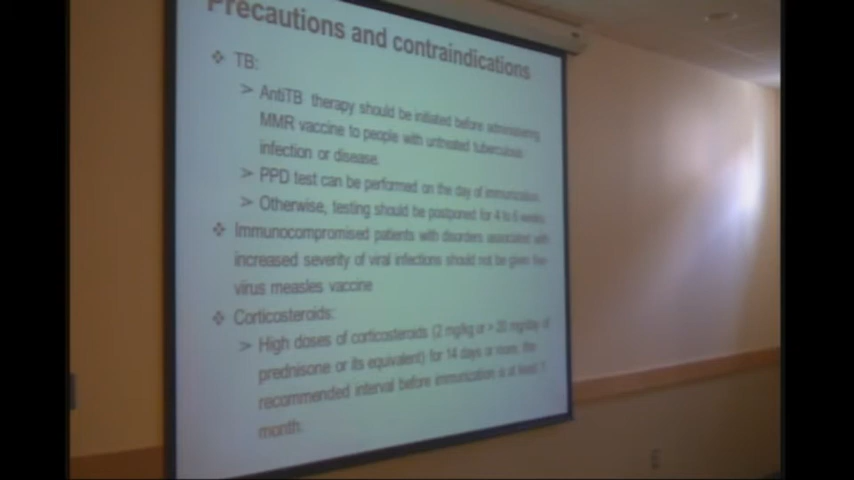 Precautions and contraindications
❖ TB:
➢ AntiTB therapy should be initiated before administering
MMR vaccine to people with untreated tuberculosis
infection or disease
➢ PPD test can be performed on the day of immunization.
➢ Otherwise, testing should be postponed for 4 to 6 weeks.
❖ Immunocompromised patients with disorders associated with
increased severity of viral infections should not be given live-
virus measles vaccine
❖ Corticosteroids:
➢ High doses of corticosteroids (2 mg/kg or > 20 mg/day of
prednisone or its equivalent) for 14 days or more, the
recommended interval before immunization is at least 1
month.